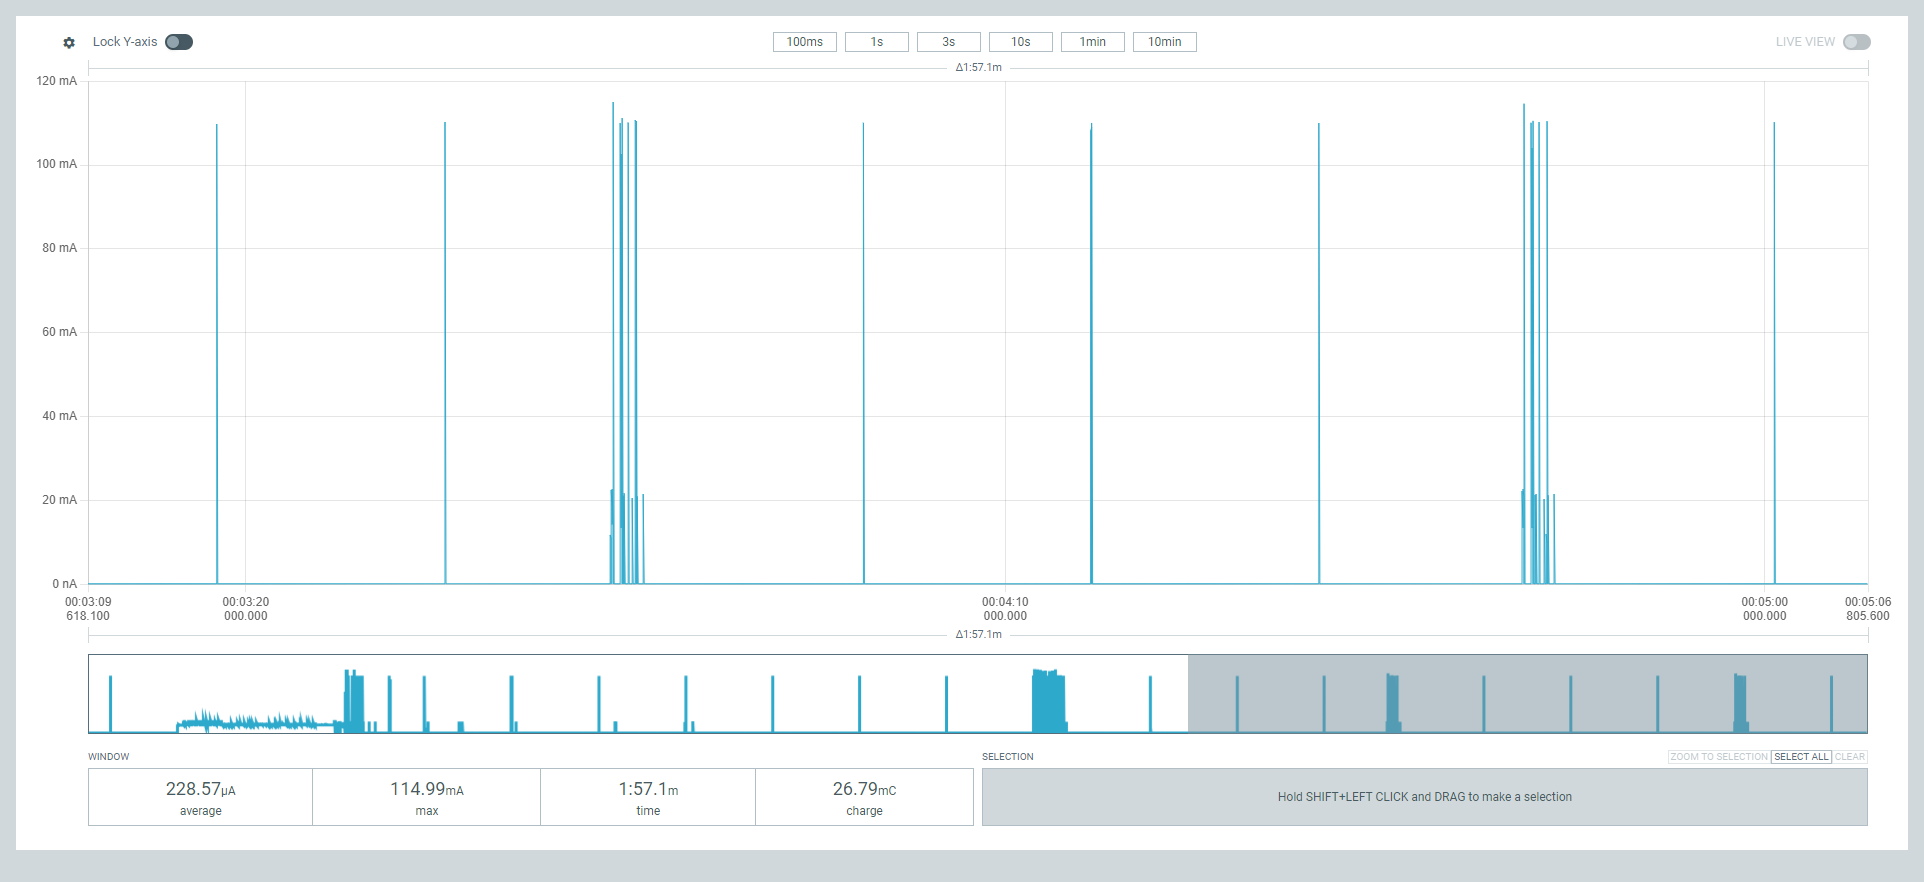 Lock Y-axis 100ms 1s 3s 10s 1min 10min LIVE VIEW
Δ1:57.1m
120 mA
100 mA
80 mA
60 mA
40 mA
20 mA
0 nA
00:03:09 00:03:20 00:04:10 00:05:00 00:05:06
618.100 000.000 000.000 000.000 805.600
Δ1:57.1m
WINDOW SELECTION ZOOM TO SELECTION SELECT ALL CLEAR
228.57μA 114.99mA 1:57.1m 26.79mC
average max time charge
Hold SHIFT+LEFT CLICK and DRAG to make a selection